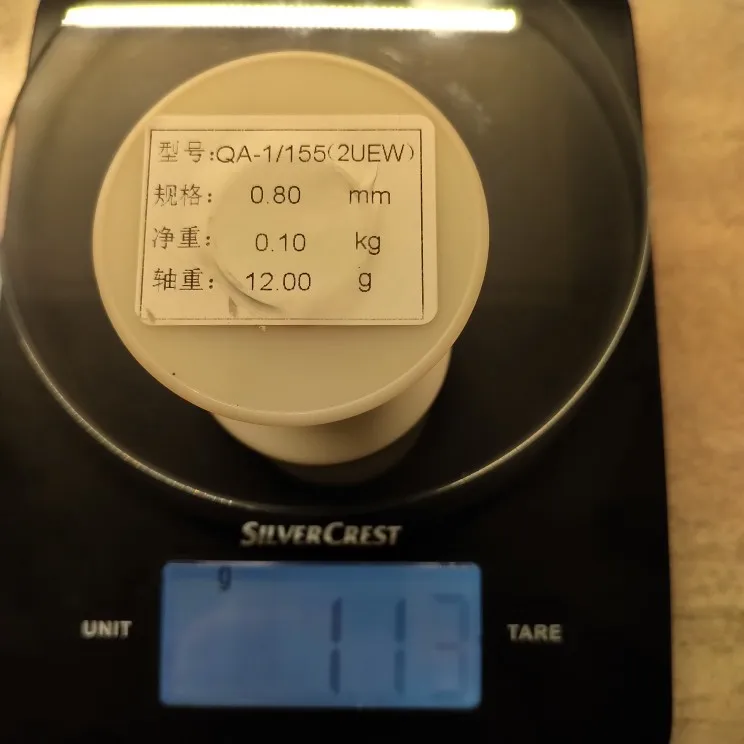 型号:QA-1/155(2UEW)
规格: 0.80 mm
净重: 0.10 kg
轴重: 12.00 g
SILVERCREST
g
UNIT 113 TARE